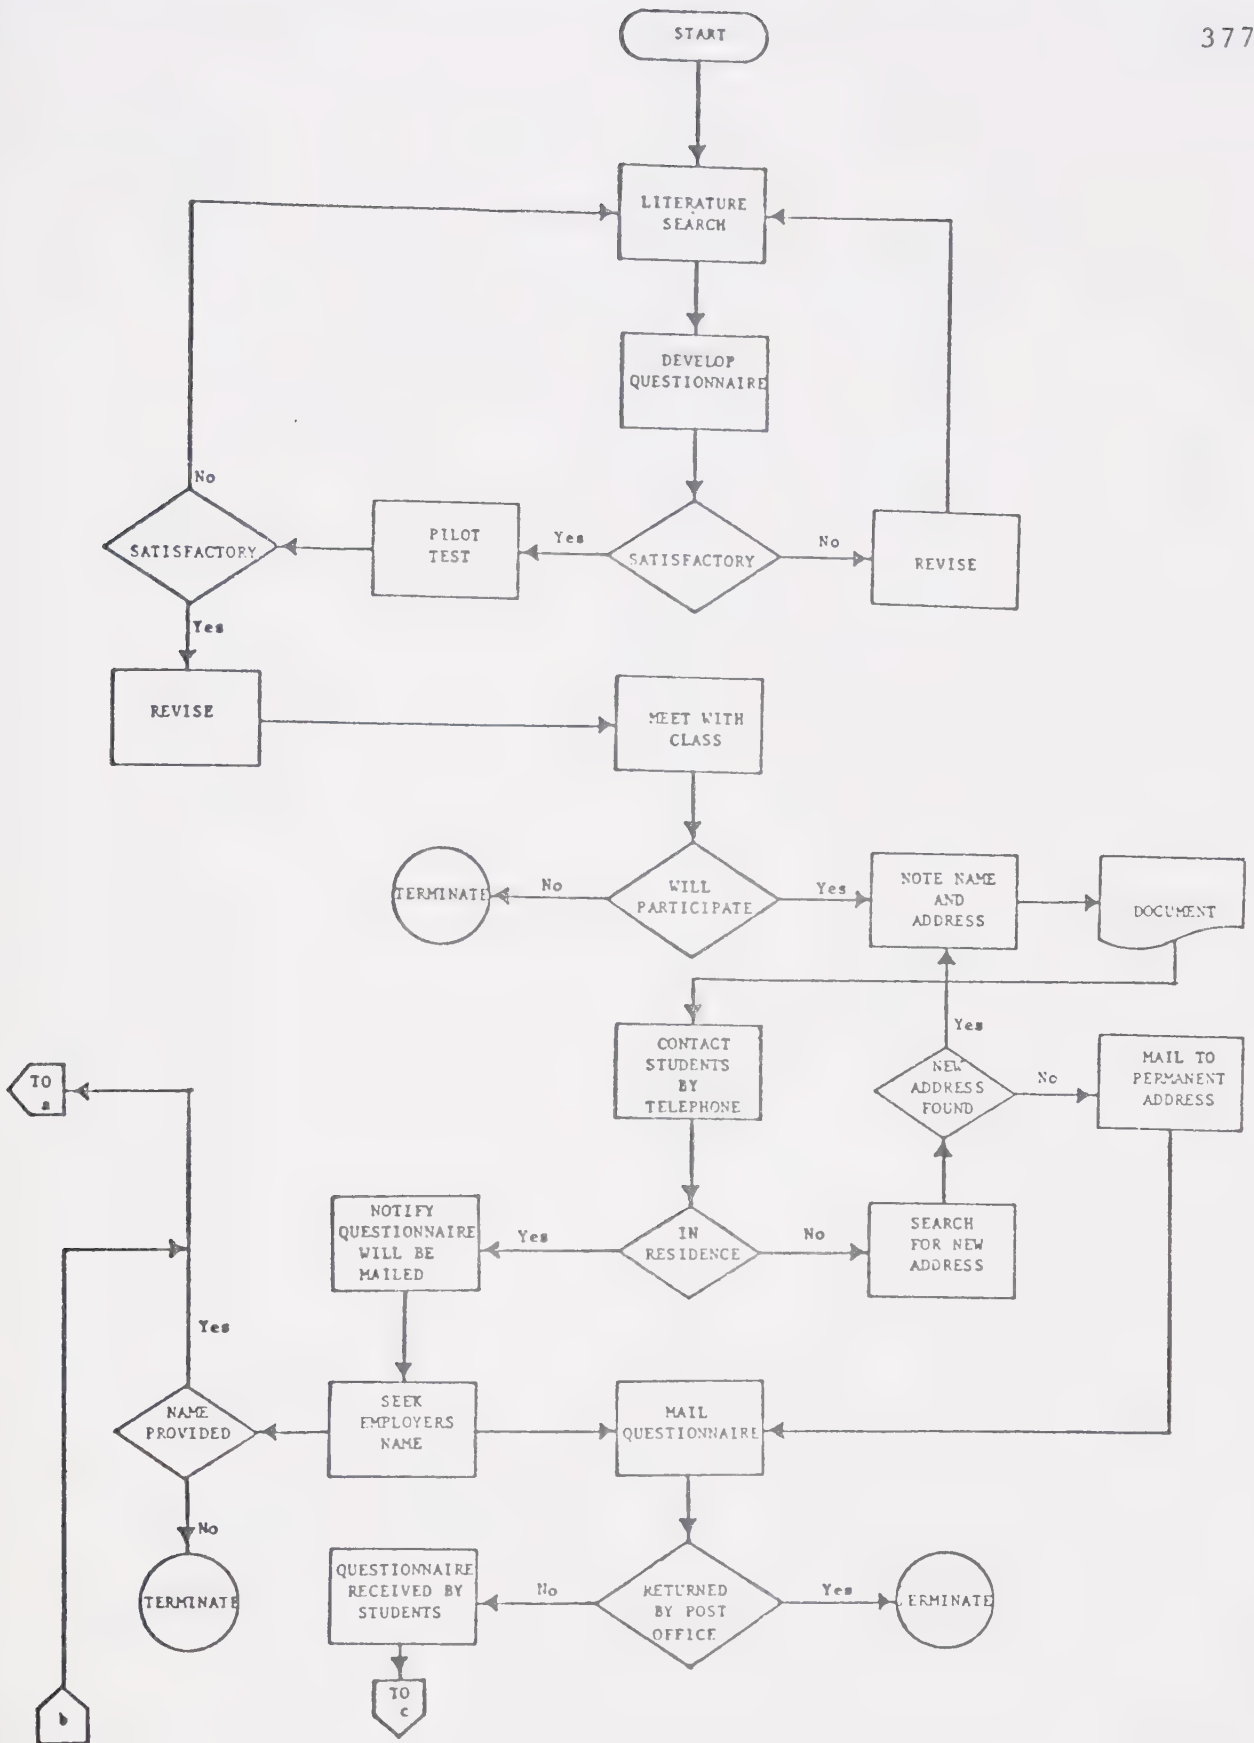 377
START
LITERATURE
SEARCH
DEVELOP
QUESTIONNAIRE
No
SATISFACTORY
PILOT
TEST
Yes
SATISFACTORY
No
REVISE
Yes
REVISE
MEET WITH
CLASS
TERMINATE
No
WILL
PARTICIPATE
Yes
NOTE NAME
AND
ADDRESS
DOCUMENT
CONTACT
STUDENTS
BY
TELEPHONE
Yes
NEW
ADDRESS
FOUND
No
MAIL TO
PERMANENT
ADDRESS
TO
a
NOTIFY
QUESTIONNAIRE
WILL BE
MAILED
Yes
IN
RESIDENCE
No
SEARCH
FOR NEW
ADDRESS
Yes
NAME
PROVIDED
SEEK
EMPLOYERS
NAME
MAIL
QUESTIONNAIRE
No
TERMINATE
QUESTIONNAIRE
RECEIVED BY
STUDENTS
No
RETURNED
BY POST
OFFICE
Yes
ERMINATE
TO
c
b